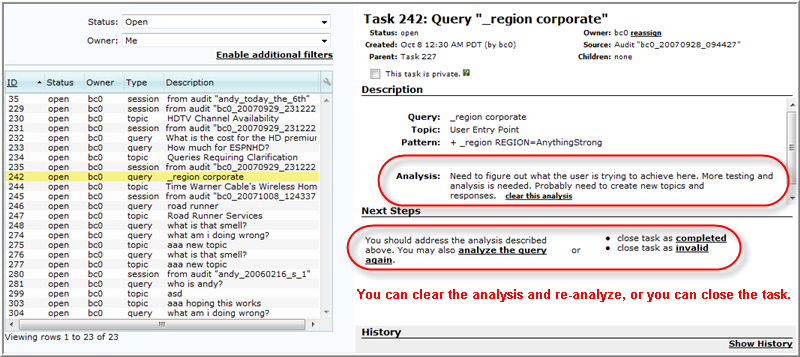 Status: Open
Owner: Me
Enable additional filters
ID Status Owner Type Description
35 open bc0 session from audit "andy_today_the_6th"
229 open bc0 session from audit "bc0_20070929_231222
230 open bc0 topic HDTV Channel Availability
231 open bc0 session from audit "bc0_20070929_231222
232 open bc0 query What is the cost for the HD premium
233 open bc0 query How much for ESPNHD?
234 open bc0 topic Queries Requiring Clarification
235 open bc0 session from audit "bc0_20070929_231222
242 open bc0 query _region corporate
244 open bc0 topic Time Warner Cable's Wireless Hom
245 open bc0 session from audit "bc0_20071008_124337
246 open bc0 query road runner
247 open bc0 topic Road Runner Services
248 open bc0 query what is that smell?
274 open bc0 query what am i doing wrong?
275 open bc0 topic aaa new topic
276 open bc0 query what is that smell?
277 open bc0 topic aaa new topic
280 open bc0 session from audit "andy_20060216_s_1"
281 open bc0 query who is andy?
299 open bc0 topic asd
303 open bc0 topic aaa hoping this works
304 open bc0 query what am i doing wrong?
Viewing rows 1 to 23 of 23
Task 242: Query "_region corporate"
Status: open Owner: bc0 reassign
Created: Oct 8 12:30 AM PDT (by bc0) Source: Audit "bc0_20070928_094427"
Parent: Task 227 Children: none
This task is private. ?
Description
Query: _region corporate
Topic: User Entry Point
Pattern: + _region REGION=AnythingStrong
Analysis: Need to figure out what the user is trying to achieve here. More testing and
analysis is needed. Probably need to create new topics and
responses. clear this analysis
Next Steps
You should address the analysis described
above. You may also analyze the query
again.
or
• close task as completed
• close task as invalid
You can clear the analysis and re-analyze, or you can close the task.
History
Show History